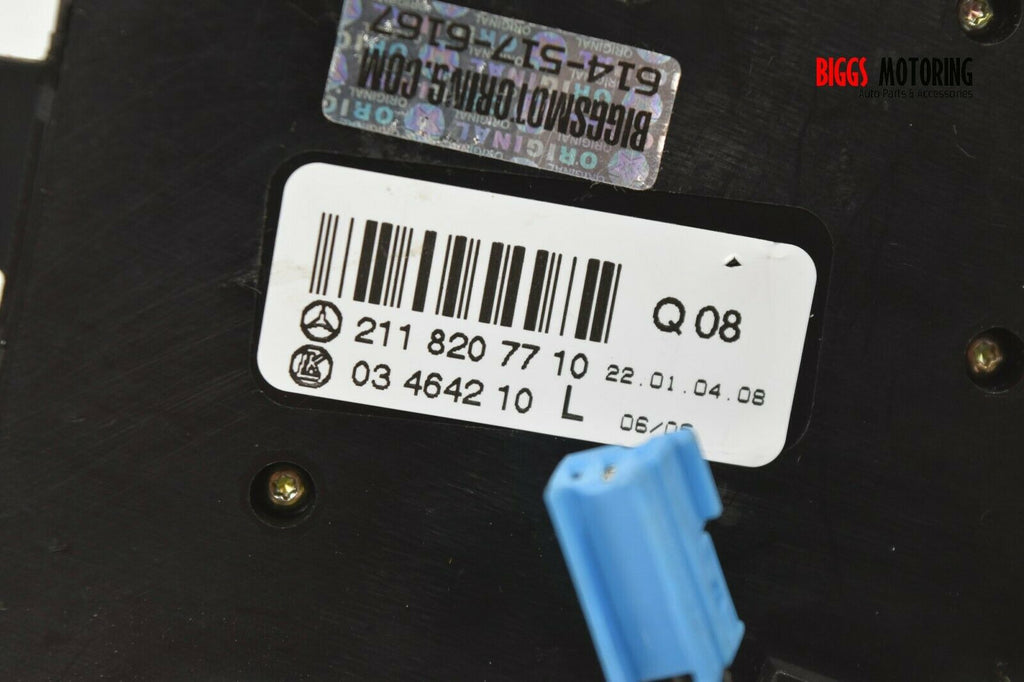 614-517-6167
BIGGSMOTORING.COM
ORIGINAL
BIGGS MOTORING
Auto Parts & Accessories
Q 08
211 820 77 10
22.01.04.08
03 4642 10 L